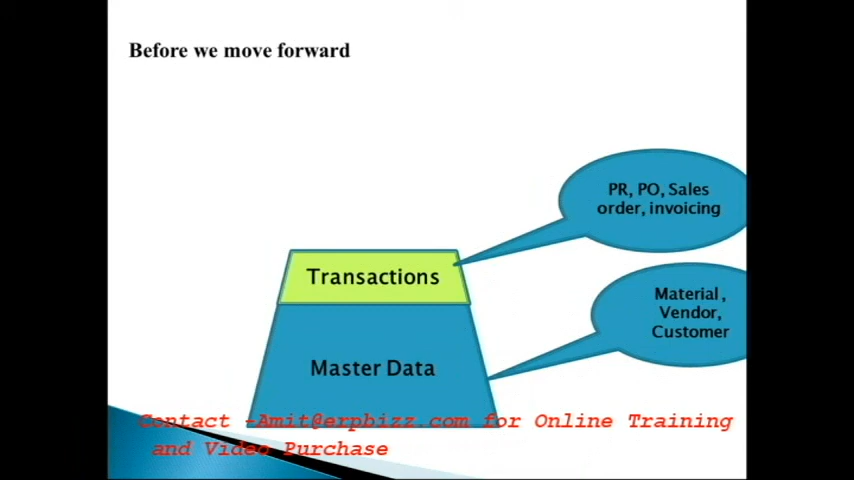 Before we move forward
PR, PO, Sales
order, invoicing
Transactions
Material ,
Vendor,
Customer
Master Data
Contact -Amit@erpbizz.com for Online Training
and Video Purchase